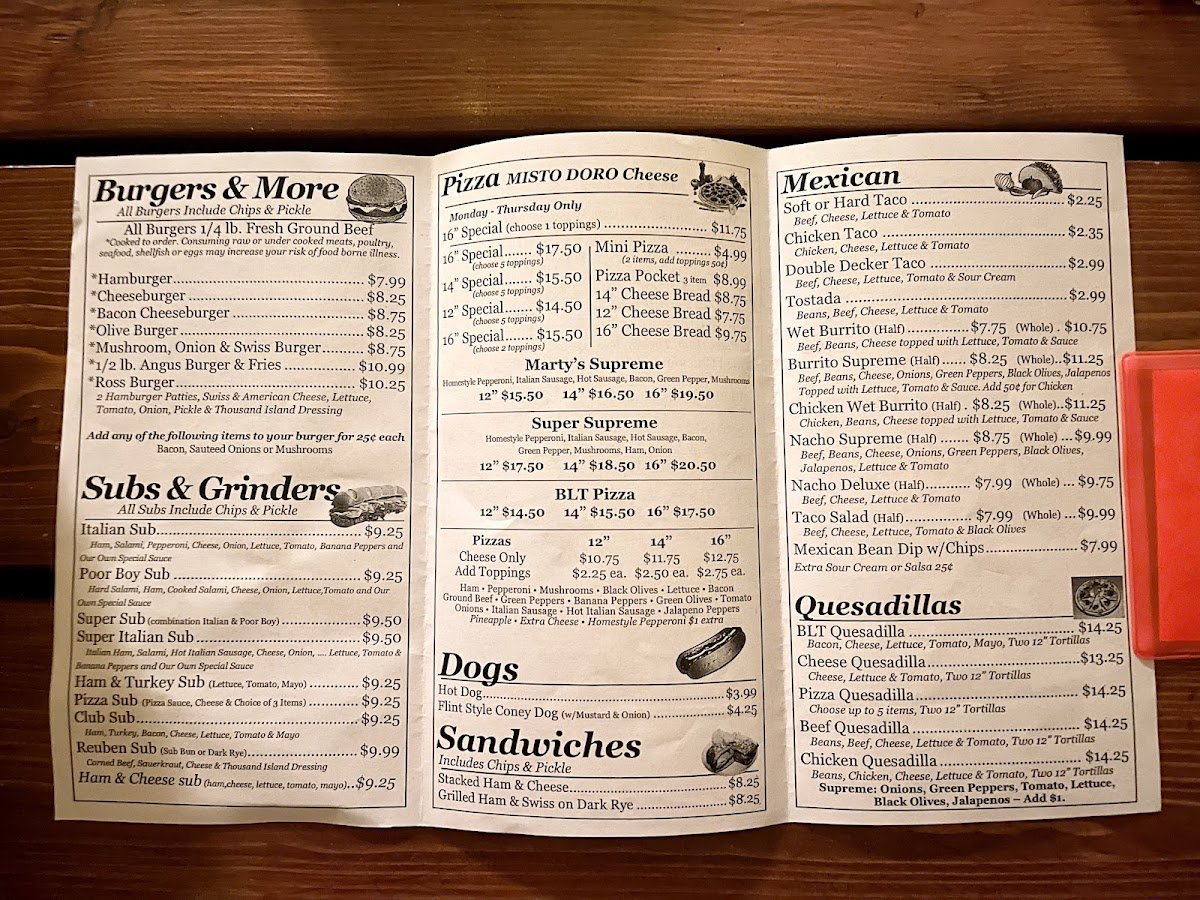 Burgers & More
All Burgers Include Chips & Pickle
All Burgers 1/4 lb. Fresh Ground Beef
*Cooked to order. Consuming raw or under cooked meats, poultry,
seafood, shellfish or eggs may increase your risk of food borne illness.
*Hamburger $7.99
*Cheeseburger $8.25
*Bacon Cheeseburger $8.75
*Olive Burger $8.25
*Mushroom, Onion & Swiss Burger $8.75
*1/2 lb. Angus Burger & Fries $10.99
*Ross Burger $10.25
2 Hamburger Patties, Swiss & American Cheese, Lettuce,
Tomato, Onion, Pickle & Thousand Island Dressing
Add any of the following items to your burger for 25¢ each
Bacon, Sauteed Onions or Mushrooms
Subs & Grinders
All Subs Include Chips & Pickle
Italian Sub $9.25
Ham, Salami, Pepperoni, Cheese, Onion, Lettuce, Tomato, Banana Peppers and
Our Own Special Sauce
Poor Boy Sub $9.25
Hard Salami, Ham, Cooked Salami, Cheese, Onion, Lettuce,Tomato and Our
Own Special Sauce
Super Sub (combination Italian & Poor Boy) $9.50
Super Italian Sub $9.50
Italian Ham, Salami, Hot Italian Sausage, Cheese, Onion, .... Lettuce, Tomato &
Banana Peppers and Our Own Special Sauce
Ham & Turkey Sub (Lettuce, Tomato, Mayo) $9.25
Pizza Sub (Pizza Sauce, Cheese & Choice of 3 Items) $9.25
Club Sub $9.25
Ham, Turkey, Bacon, Cheese, Lettuce, Tomato & Mayo
Reuben Sub (Sub Bun or Dark Rye) $9.99
Corned Beef, Sauerkraut, Cheese & Thousand Island Dressing
Ham & Cheese sub (ham,cheese, lettuce, tomato, mayo)..$9.25
Pizza MISTO DORO Cheese
Monday - Thursday Only
16” Special (choose 1 toppings) $11.75
16” Special $17.50
(choose 5 toppings)
14” Special $15.50
(choose 5 toppings)
12” Special $14.50
(choose 5 toppings)
16” Special $15.50
(choose 2 toppings)
Mini Pizza $4.99
(2 items, add toppings 50¢)
Pizza Pocket 3 item $8.99
14” Cheese Bread $8.75
12” Cheese Bread $7.75
16” Cheese Bread $9.75
Marty's Supreme
Homestyle Pepperoni, Italian Sausage, Hot Sausage, Bacon, Green Pepper, Mushrooms
12” $15.50 14” $16.50 16” $19.50
Super Supreme
Homestyle Pepperoni, Italian Sausage, Hot Sausage, Bacon,
Green Pepper, Mushrooms, Ham, Onion
12” $17.50 14” $18.50 16” $20.50
BLT Pizza
12” $14.50 14” $15.50 16” $17.50
Pizzas 12” 14” 16”
Cheese Only $10.75 $11.75 $12.75
Add Toppings $2.25 ea. $2.50 ea. $2.75 ea.
Ham • Pepperoni • Mushrooms • Black Olives • Lettuce • Bacon
Ground Beef • Green Peppers • Banana Peppers • Green Olives • Tomato
Onions • Italian Sausage • Hot Italian Sausage • Jalapeno Peppers
Pineapple • Extra Cheese • Homestyle Pepperoni $1 extra
Dogs
Hot Dog $3.99
Flint Style Coney Dog (w/Mustard & Onion) $4.25
Sandwiches
Includes Chips & Pickle
Stacked Ham & Cheese $8.25
Grilled Ham & Swiss on Dark Rye $8.25
Mexican
Soft or Hard Taco $2.25
Beef, Cheese, Lettuce & Tomato
Chicken Taco $2.35
Chicken, Cheese, Lettuce & Tomato
Double Decker Taco $2.99
Beef, Cheese, Lettuce, Tomato & Sour Cream
Tostada $2.99
Beans, Beef, Cheese, Lettuce & Tomato
Wet Burrito (Half) $7.75 (Whole) . $10.75
Beef, Beans, Cheese topped with Lettuce, Tomato & Sauce
Burrito Supreme (Half) $8.25 (Whole)..$11.25
Beef, Beans, Cheese, Onions, Green Peppers, Black Olives, Jalapenos
Topped with Lettuce, Tomato & Sauce. Add 50¢ for Chicken
Chicken Wet Burrito (Half) . $8.25 (Whole)..$11.25
Chicken, Beans, Cheese topped with Lettuce, Tomato & Sauce
Nacho Supreme (Half) $8.75 (Whole) ...$9.99
Beef, Beans, Cheese, Onions, Green Peppers, Black Olives,
Jalapenos, Lettuce & Tomato
Nacho Deluxe (Half) $7.99 (Whole) ... $9.75
Beef, Cheese, Lettuce & Tomato
Taco Salad (Half) $7.99 (Whole) ...$9.99
Beef, Cheese, Lettuce, Tomato & Black Olives
Mexican Bean Dip w/Chips $7.99
Extra Sour Cream or Salsa 25¢
Quesadillas
BLT Quesadilla $14.25
Bacon, Cheese, Lettuce, Tomato, Mayo, Two 12” Tortillas
Cheese Quesadilla $13.25
Cheese, Lettuce & Tomato, Two 12” Tortillas
Pizza Quesadilla $14.25
Choose up to 5 items, Two 12” Tortillas
Beef Quesadilla $14.25
Beans, Beef, Cheese, Lettuce & Tomato, Two 12” Tortillas
Chicken Quesadilla $14.25
Beans, Chicken, Cheese, Lettuce & Tomato, Two 12” Tortillas
Supreme: Onions, Green Peppers, Tomato, Lettuce,
Black Olives, Jalapenos – Add $1.